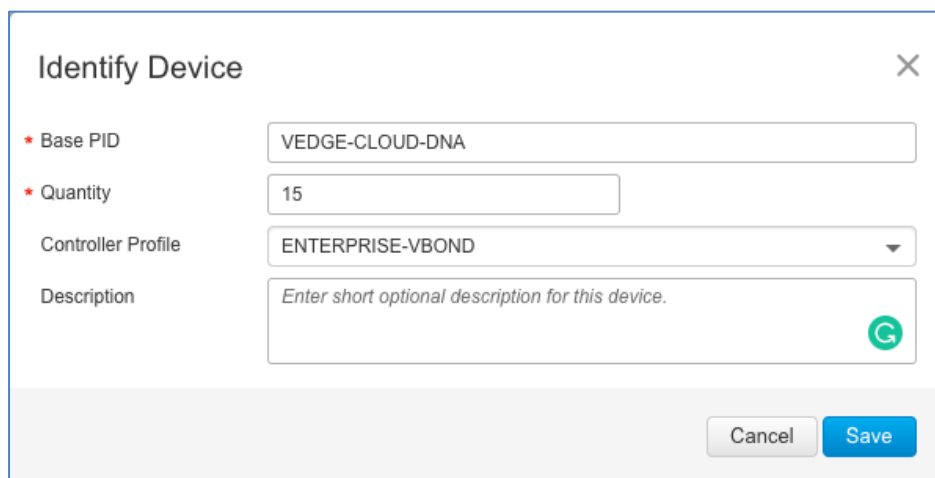 Identify Device
* Base PID VEDGE-CLOUD-DNA
* Quantity 15
Controller Profile ENTERPRISE-VBOND
Description Enter short optional description for this device.
Cancel Save